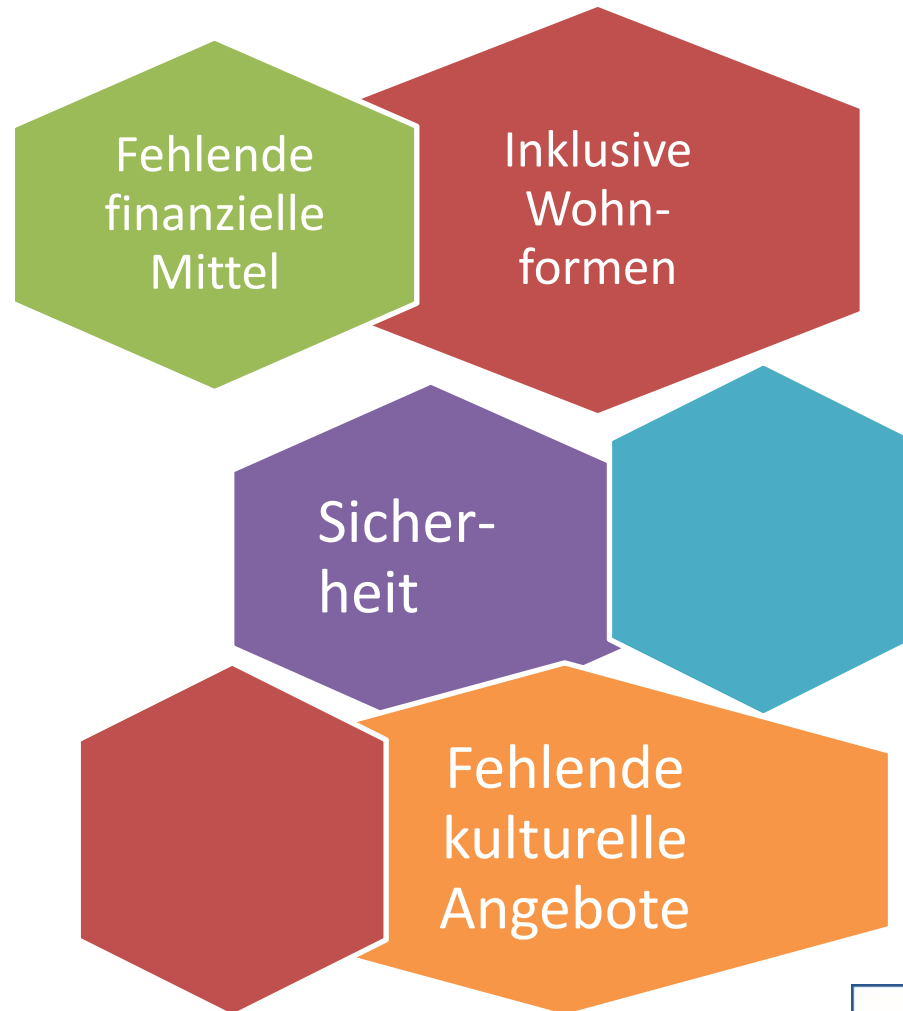 Fehlende
finanzielle
Mittel
Inklusive
Wohn-
formen
Sicher-
heit
Fehlende
kulturelle
Angebote